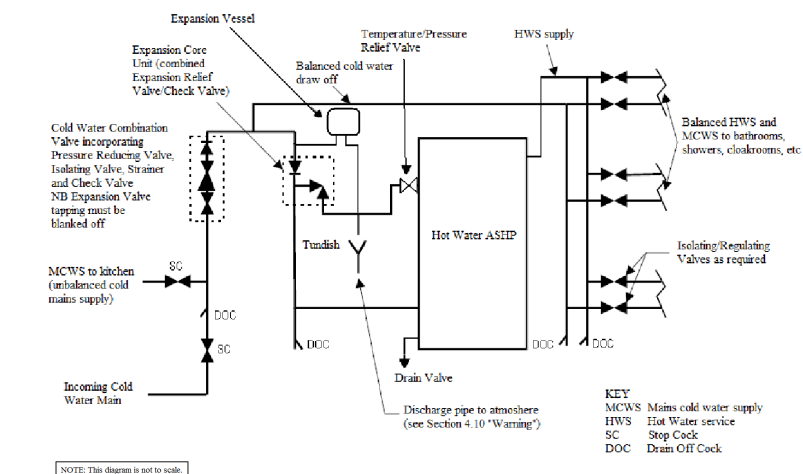 Expansion Vessel
Temperature/Pressure
Relief Valve
HWS supply
Expansion Core
Unit (combined
Expansion Relief
Valve/Check Valve)
Balanced cold water
draw off
Cold Water Combination
Valve incorporating
Pressure Reducing Valve,
Isolating Valve, Strainer
and Check Valve
NB Expansion Valve
tapping must be
blanked off
Balanced HWS and
MCWS to bathrooms,
showers, cloakrooms, etc
Tundish
Hot Water ASHP
Isolating/Regulating
Valves as required
SC
MCWS to kitchen
(unbalanced cold
mains supply)
DOC
SC
DOC
DOC
DOC
Incoming Cold
Water Main
Drain Valve
Discharge pipe to atmoshere
(see Section 4.10 "Warning")
KEY
MCWS Mains cold water supply
HWS Hot Water service
SC Stop Cock
DOC Drain Off Cock
NOTE: This diagram is not to scale.